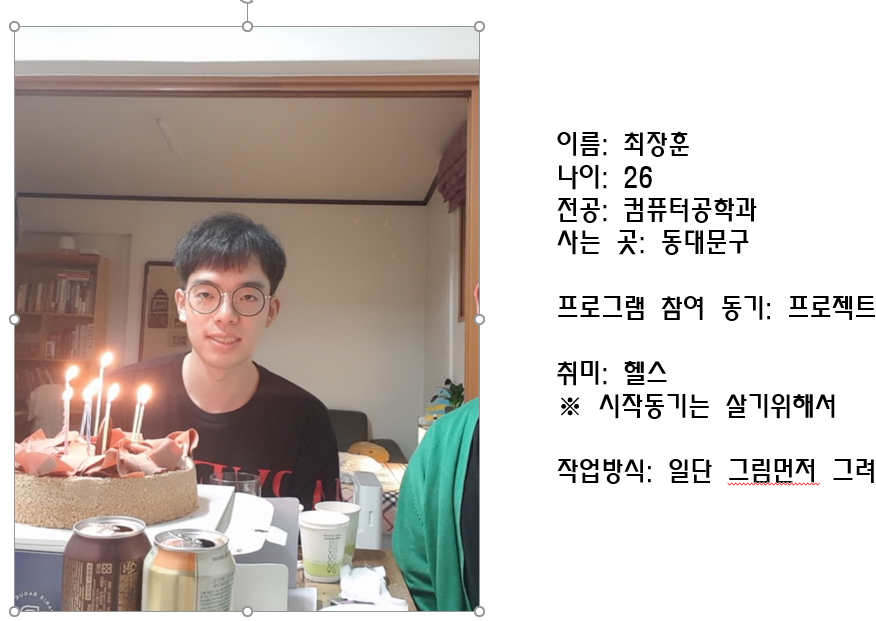 이름: 최장훈
나이: 26
전공: 컴퓨터공학과
사는 곳: 동대문구
프로그램 참여 동기: 프로젝트
취미: 헬스
※ 시작동기는 살기위해서
작업방식: 일단 그림먼저 그려